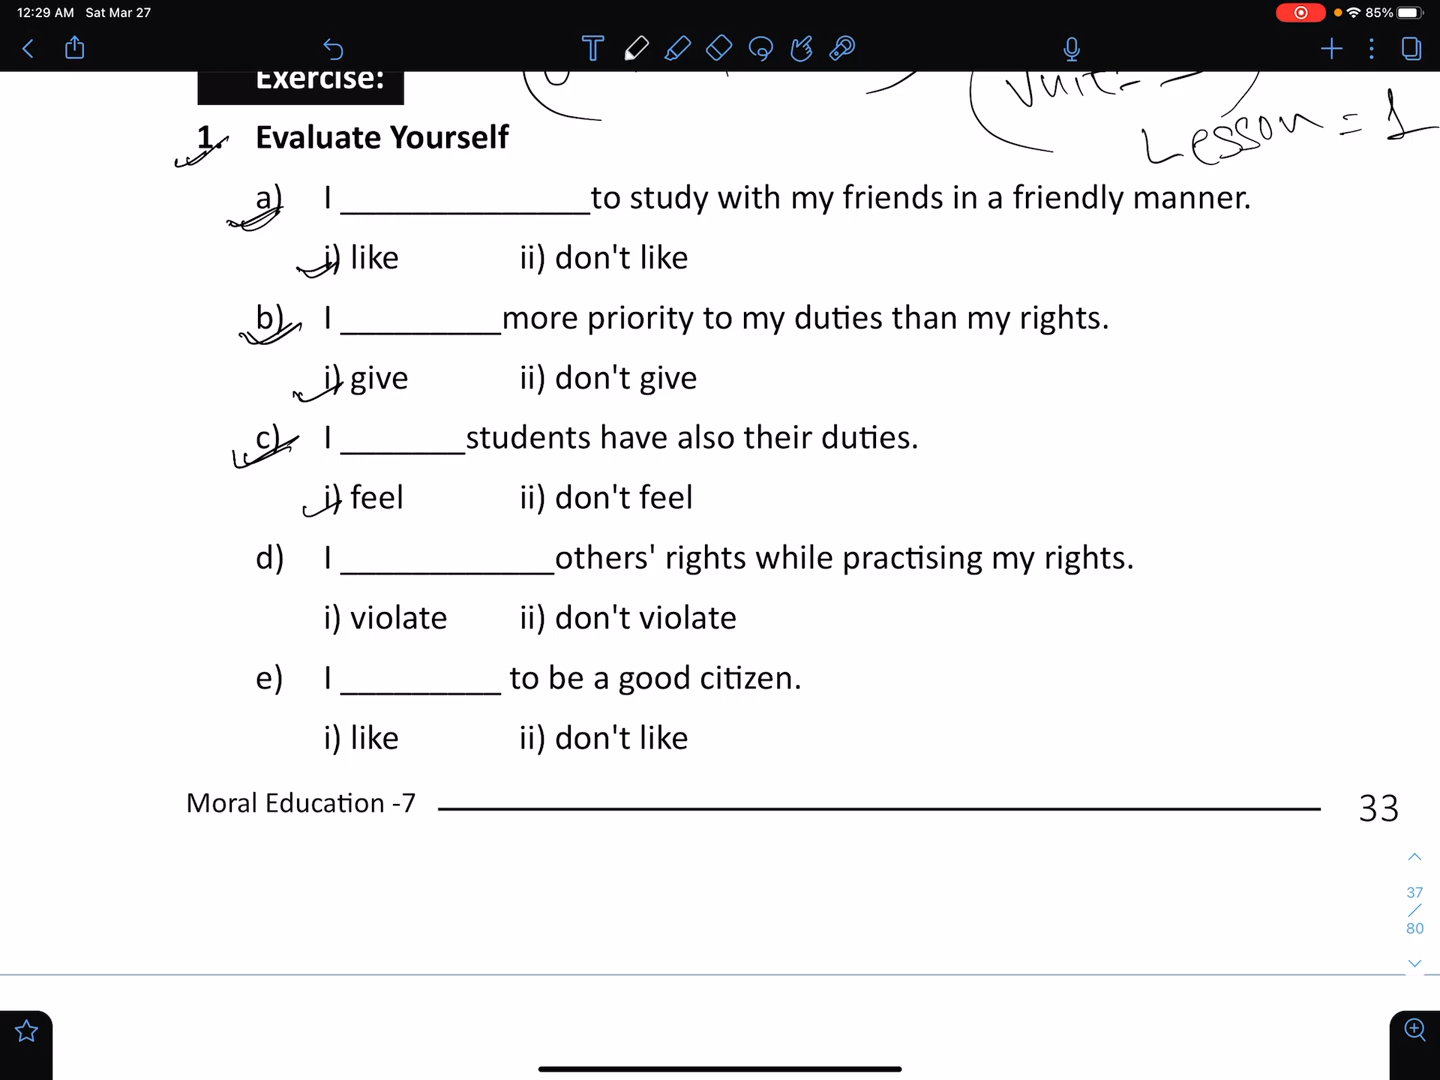 12:29 AM Sat Mar 27
85%
Exercise:
Lesson = 1
1. Evaluate Yourself
a) I ______________to study with my friends in a friendly manner.
i) like ii) don't like
b) I _________more priority to my duties than my rights.
i) give ii) don't give
c) I _______students have also their duties.
i) feel ii) don't feel
d) I ____________others' rights while practising my rights.
i) violate ii) don't violate
e) I _________ to be a good citizen.
i) like ii) don't like
Moral Education -7 33
37
/
80